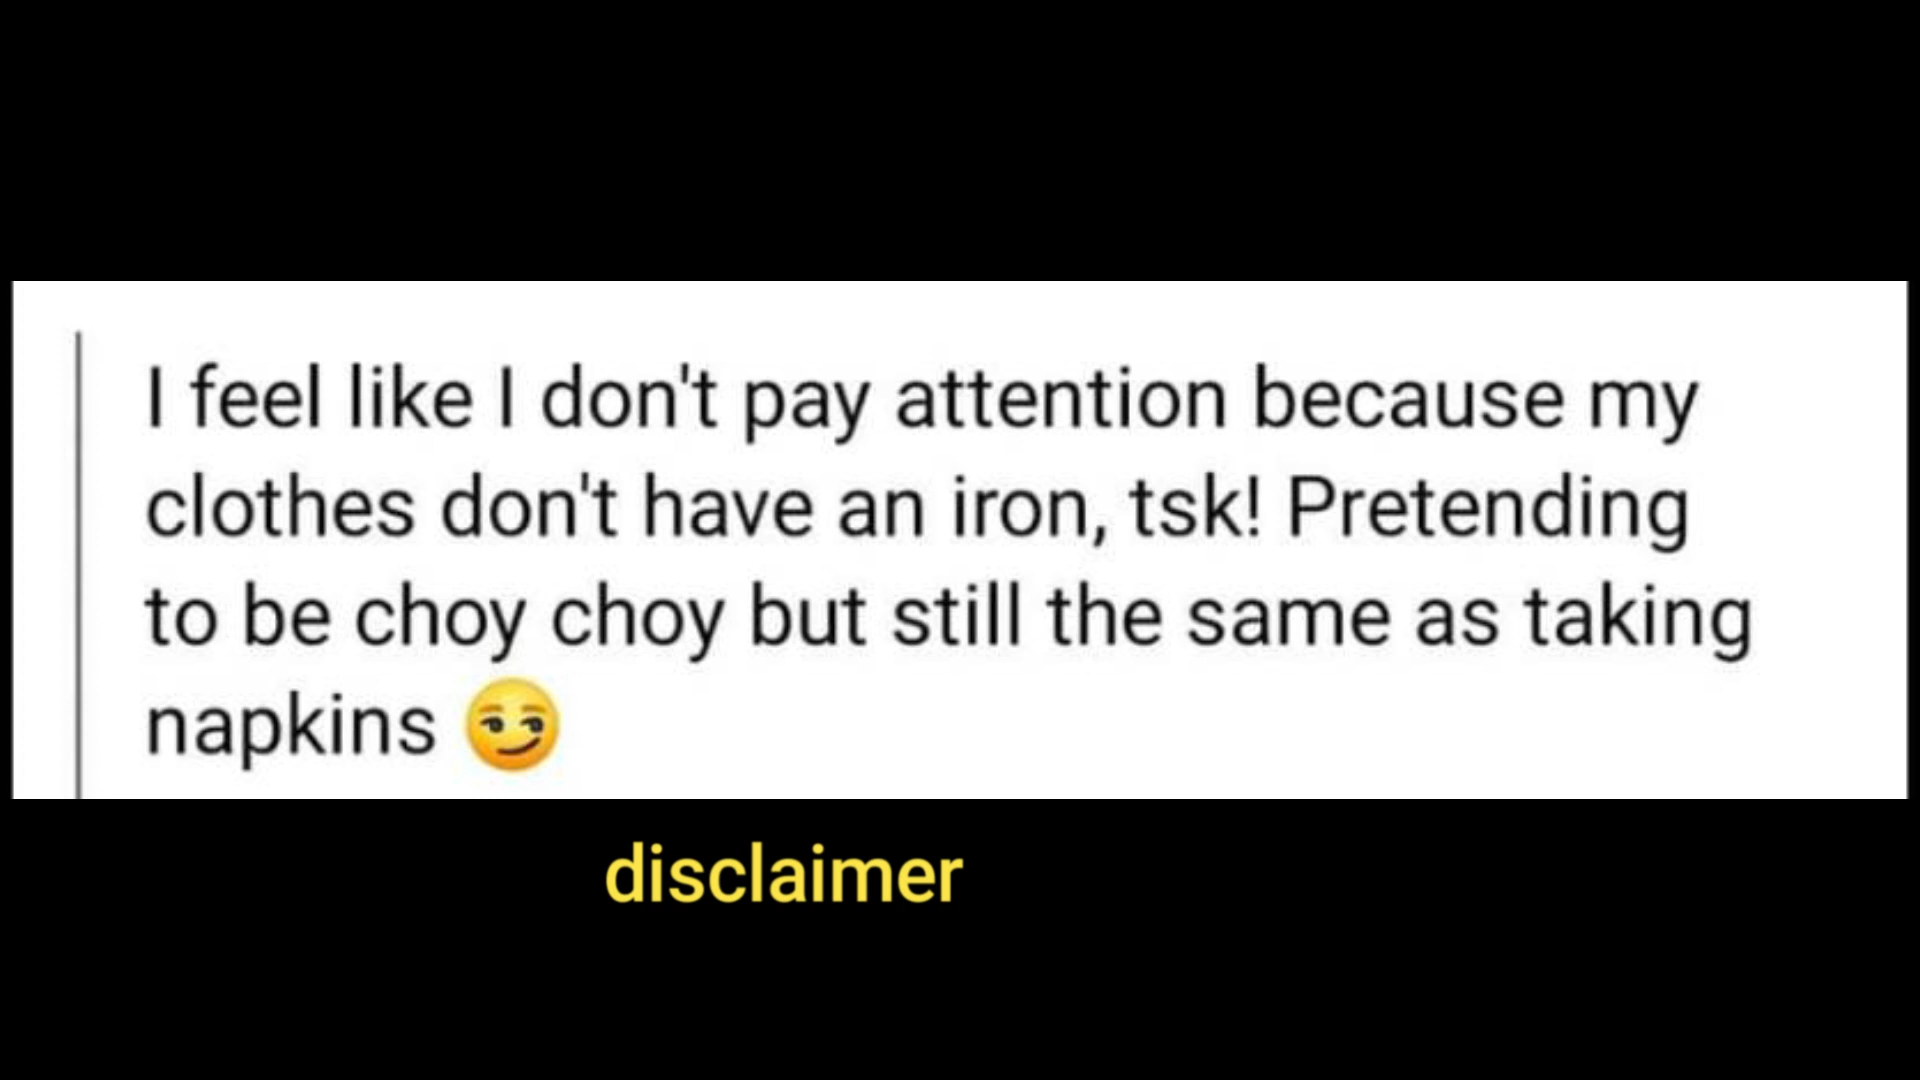 I feel like I don't pay attention because my
clothes don't have an iron, tsk! Pretending
to be choy choy but still the same as taking
napkins 😏
disclaimer